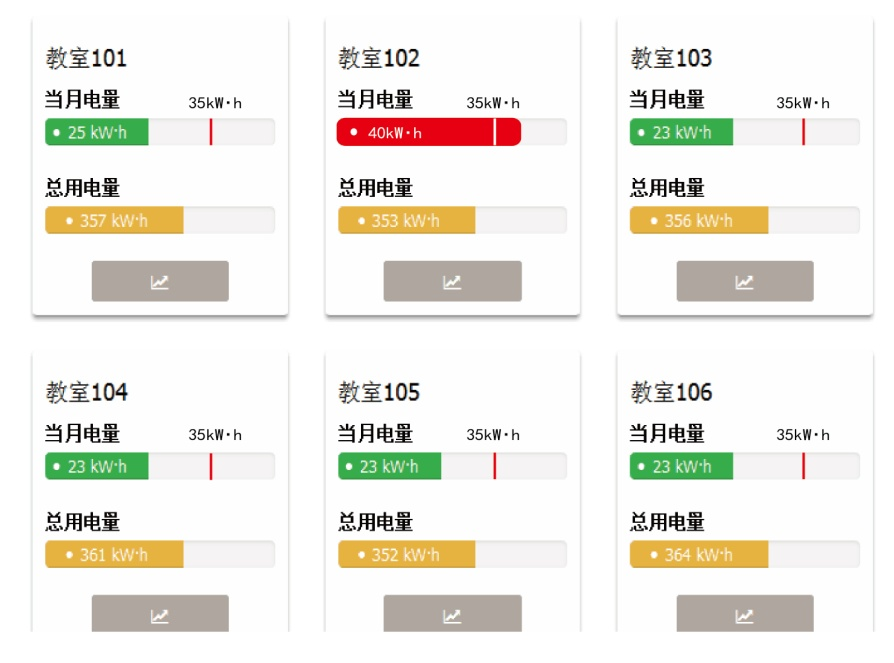 教室101
当月电量 35kW·h
25 kW·h
总用电量
357 kW·h
教室102
当月电量 35kW·h
40kW·h
总用电量
353 kW·h
教室103
当月电量 35kW·h
23 kW·h
总用电量
356 kW·h
教室104
当月电量 35kW·h
23 kW·h
总用电量
361 kW·h
教室105
当月电量 35kW·h
23 kW·h
总用电量
352 kW·h
教室106
当月电量 35kW·h
23 kW·h
总用电量
364 kW·h